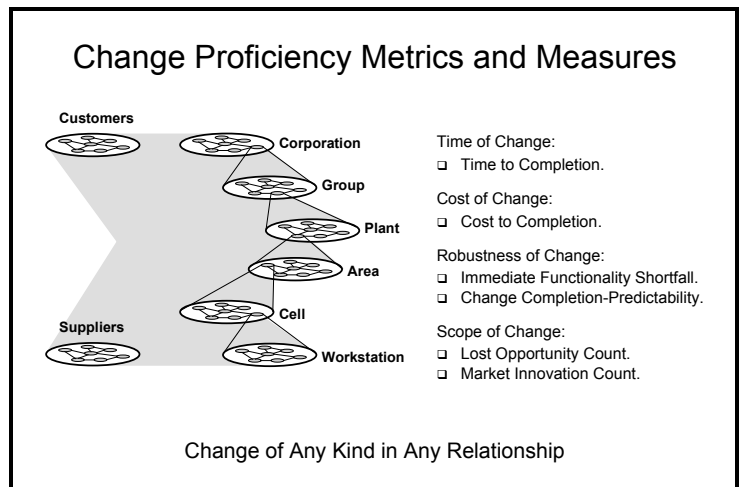 Change Proficiency Metrics and Measures
Customers
Corporation
Group
Plant
Area
Cell
Suppliers
Workstation
Time of Change:
❑ Time to Completion.
Cost of Change:
❑ Cost to Completion.
Robustness of Change:
❑ Immediate Functionality Shortfall.
❑ Change Completion-Predictability.
Scope of Change:
❑ Lost Opportunity Count.
❑ Market Innovation Count.
Change of Any Kind in Any Relationship